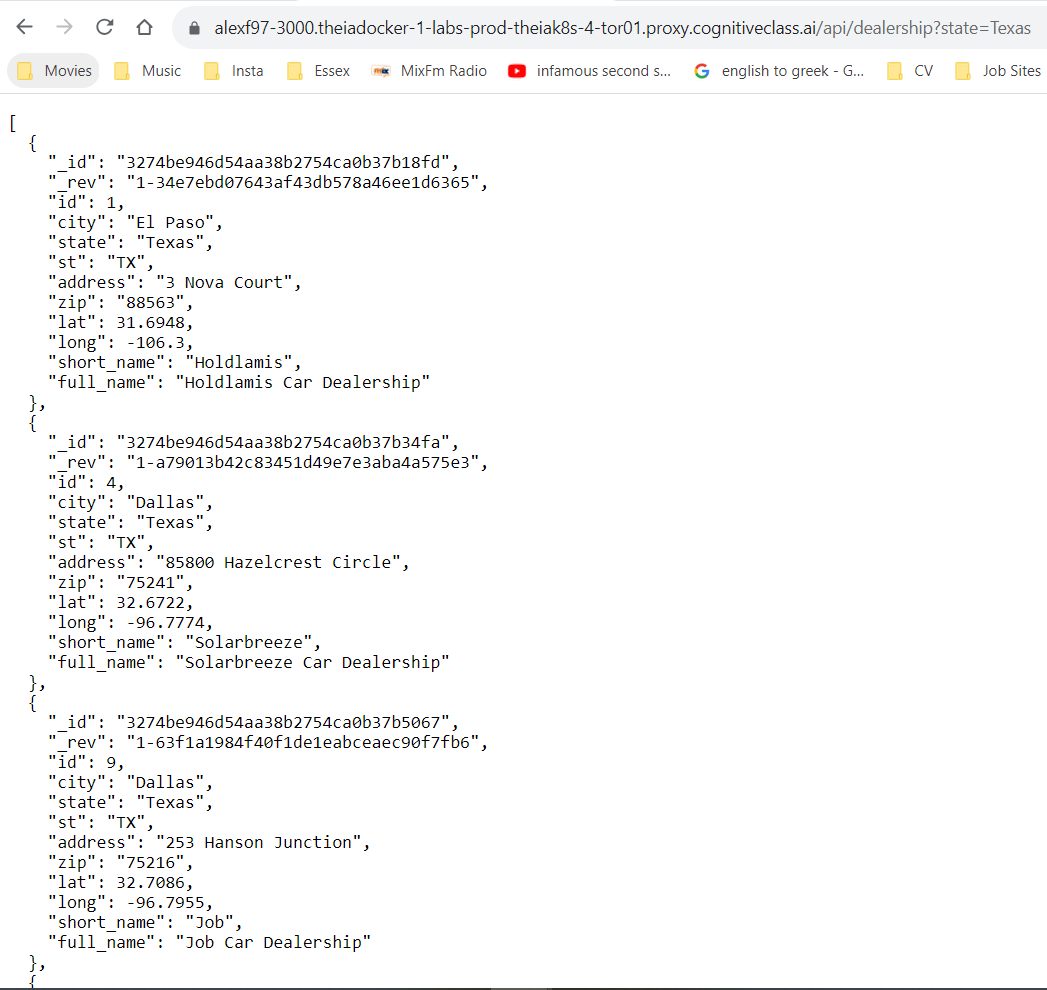 alexf97-3000.theiadocker-1-labs-prod-theiak8s-4-tor01.proxy.cognitiveclass.ai/api/dealership?state=Texas
Movies Music Insta Essex MixFm Radio infamous second s... english to greek - G... CV Job Sites
[
  {
    "_id": "3274be946d54aa38b2754ca0b37b18fd",
    "_rev": "1-34e7ebd07643af43db578a46ee1d6365",
    "id": 1,
    "city": "El Paso",
    "state": "Texas",
    "st": "TX",
    "address": "3 Nova Court",
    "zip": "88563",
    "lat": 31.6948,
    "long": -106.3,
    "short_name": "Holdlamis",
    "full_name": "Holdlamis Car Dealership"
  },
  {
    "_id": "3274be946d54aa38b2754ca0b37b34fa",
    "_rev": "1-a79013b42c83451d49e7e3aba4a575e3",
    "id": 4,
    "city": "Dallas",
    "state": "Texas",
    "st": "TX",
    "address": "85800 Hazelcrest Circle",
    "zip": "75241",
    "lat": 32.6722,
    "long": -96.7774,
    "short_name": "Solarbreeze",
    "full_name": "Solarbreeze Car Dealership"
  },
  {
    "_id": "3274be946d54aa38b2754ca0b37b5067",
    "_rev": "1-63f1a1984f40f1de1eabceaec90f7fb6",
    "id": 9,
    "city": "Dallas",
    "state": "Texas",
    "st": "TX",
    "address": "253 Hanson Junction",
    "zip": "75216",
    "lat": 32.7086,
    "long": -96.7955,
    "short_name": "Job",
    "full_name": "Job Car Dealership"
  },
  {